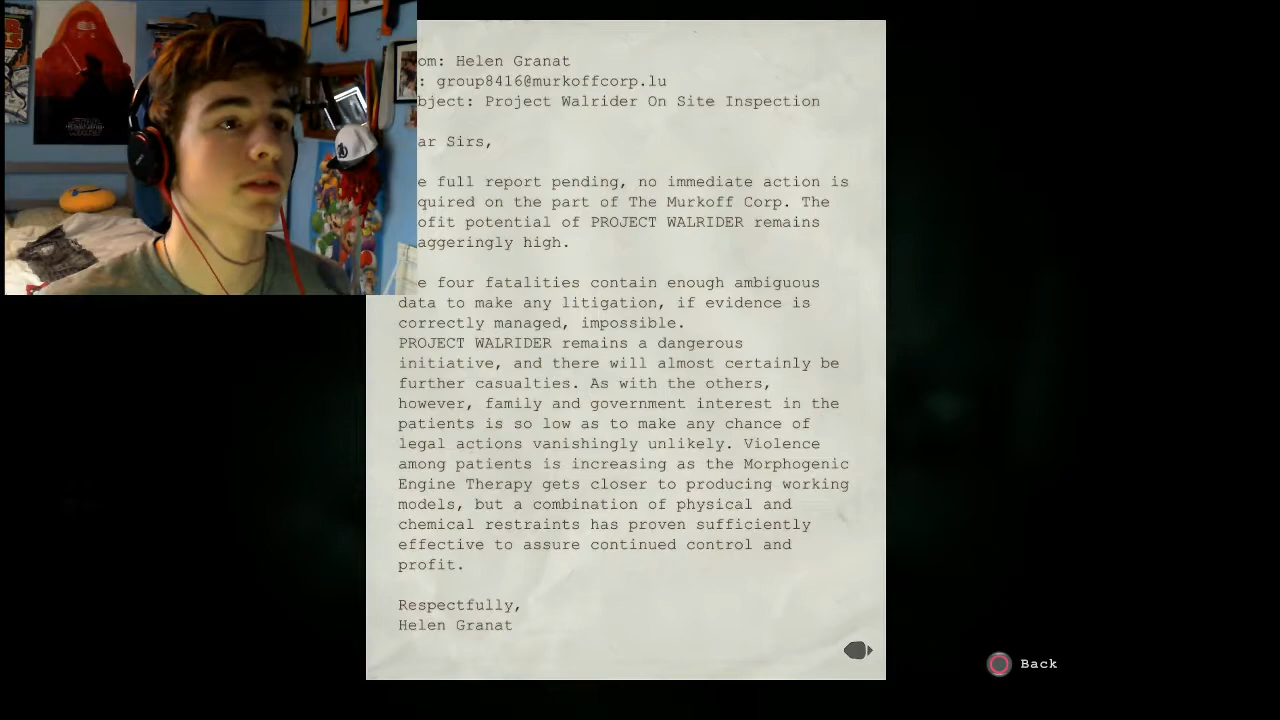 STAR WARS
om: Helen Granat
: group8416@murkoffcorp.lu
bject: Project Walrider On Site Inspection
ar Sirs,
e full report pending, no immediate action is
quired on the part of The Murkoff Corp. The
ofit potential of PROJECT WALRIDER remains
aggeringly high.
e four fatalities contain enough ambiguous
data to make any litigation, if evidence is
correctly managed, impossible.
PROJECT WALRIDER remains a dangerous
initiative, and there will almost certainly be
further casualties. As with the others,
however, family and government interest in the
patients is so low as to make any chance of
legal actions vanishingly unlikely. Violence
among patients is increasing as the Morphogenic
Engine Therapy gets closer to producing working
models, but a combination of physical and
chemical restraints has proven sufficiently
effective to assure continued control and
profit.
Respectfully,
Helen Granat
Back